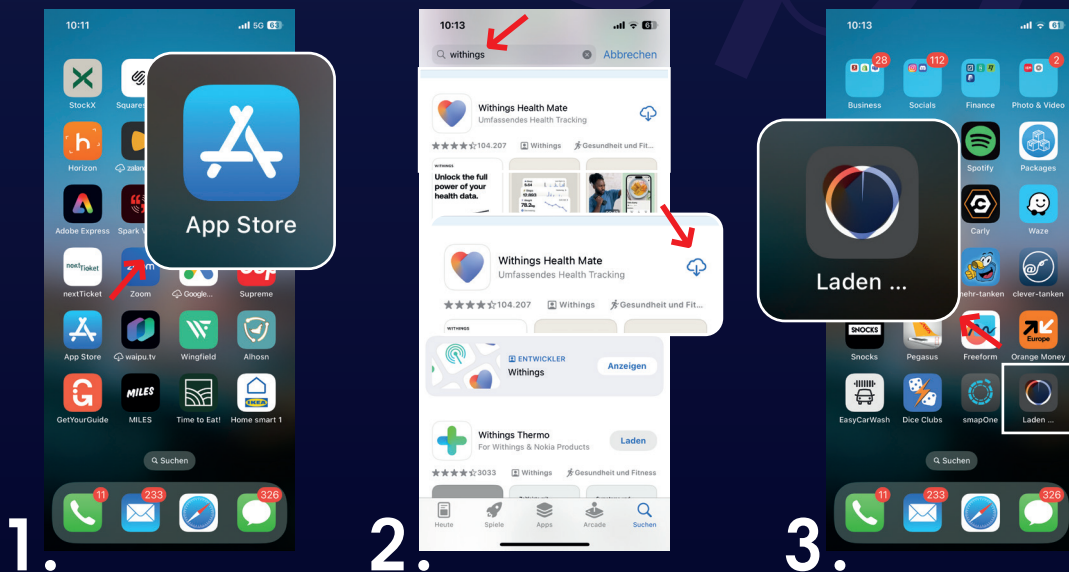 10:11
5G 63
StockX
Squares
Horizon
zalan
Adobe Express
Spark
App Store
nextTicket
nextTicket
Zoom
Google...
Supreme
App Store
waipu.tv
Wingfield
Alhosn
MILES
GetYourGuide
MILES
Time to Eat!
IKEA
Home smart 1
Suchen
11
233
326
1.
10:13
withings
Abbrechen
Withings Health Mate
Umfassendes Health Tracking
104.207
Withings
Gesundheit und Fit...
WITHINGS
Unlock the full
power of your
health data.
Withings Health Mate
Umfassendes Health Tracking
104.207
Withings
Gesundheit und Fit...
WITHINGS
ENTWICKLER
Withings
Anzeigen
Withings Thermo
For Withings & Nokia Products
Laden
3033
Withings
Gesundheit und Fitness
Heute
Spiele
Apps
Arcade
Suchen
2.
10:13
28
112
2
Business
Socials
Finance
Photo & Video
Spotify
Packages
Carly
Waze
Laden ...
mehr-tanken
clever-tanken
SNOCKS
Europe
Snocks
Pegasus
Freeform
Orange Money
EasyCarWash
Dice Clubs
smapOne
Laden ...
Suchen
11
233
326
3.